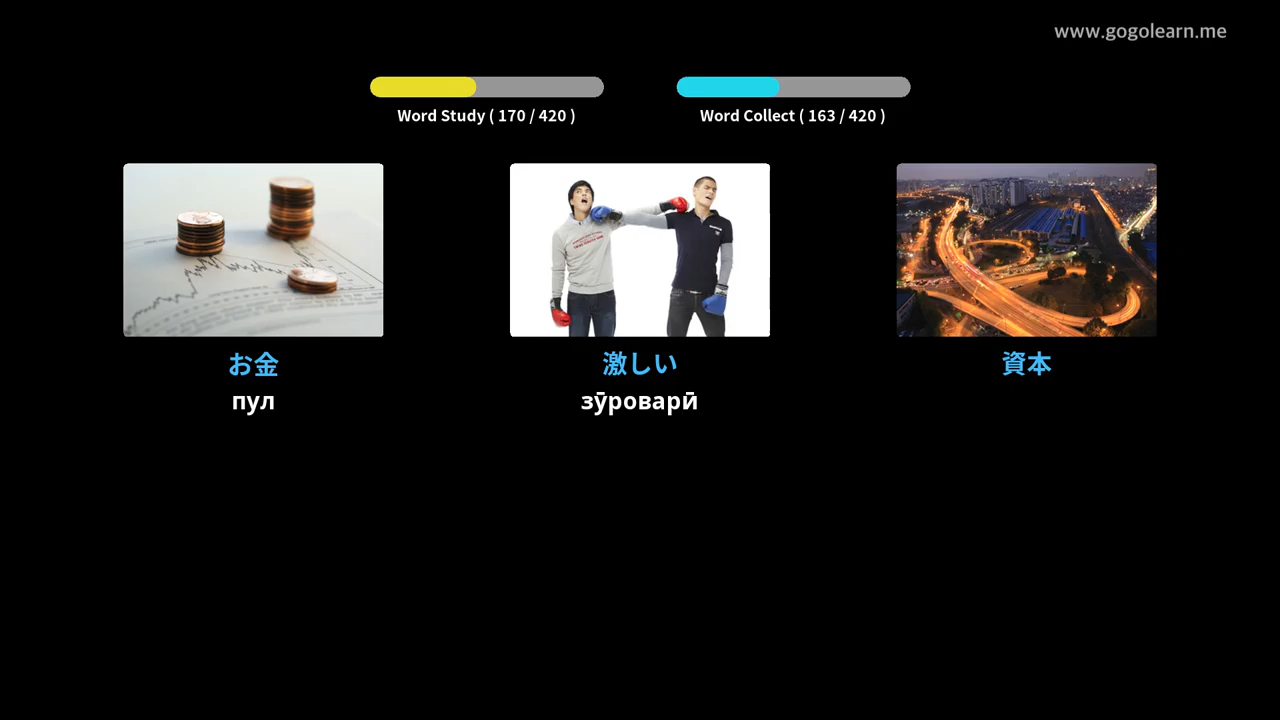 www.gogolearn.me
Word Study ( 170 / 420 )
Word Collect ( 163 / 420 )
お金
激しい
資本
пул
зӯроварӣ